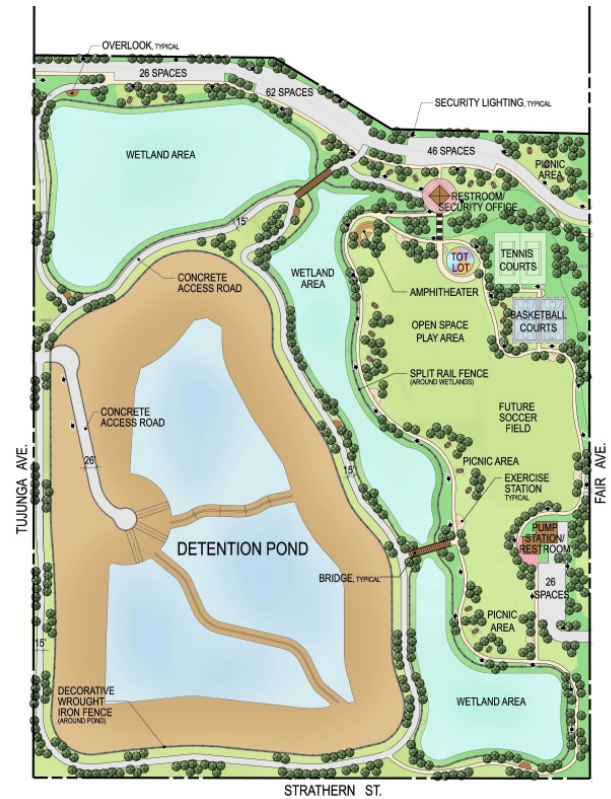 OVERLOOK, TYPICAL
26 SPACES
62 SPACES
SECURITY LIGHTING, TYPICAL
46 SPACES
WETLAND AREA
PICNIC
AREA
RESTROOM/
SECURITY OFFICE
15'
TOT
LOT
TENNIS
COURTS
CONCRETE
ACCESS ROAD
WETLAND
AREA
AMPHITHEATER
BASKETBALL
COURTS
OPEN SPACE
PLAY AREA
SPLIT RAIL FENCE
(AROUND WETLANDS)
FUTURE
SOCCER
FIELD
CONCRETE
ACCESS ROAD
TUJUNGA AVE.
26'
15'
PICNIC AREA
EXERCISE
STATION
TYPICAL
FAIR AVE.
DETENTION POND
PUMP
STATION/
RESTROOM
BRIDGE, TYPICAL
26
SPACES
PICNIC
AREA
15'
DECORATIVE
WROUGHT
IRON FENCE
(AROUND POND)
WETLAND AREA
STRATHERN ST.